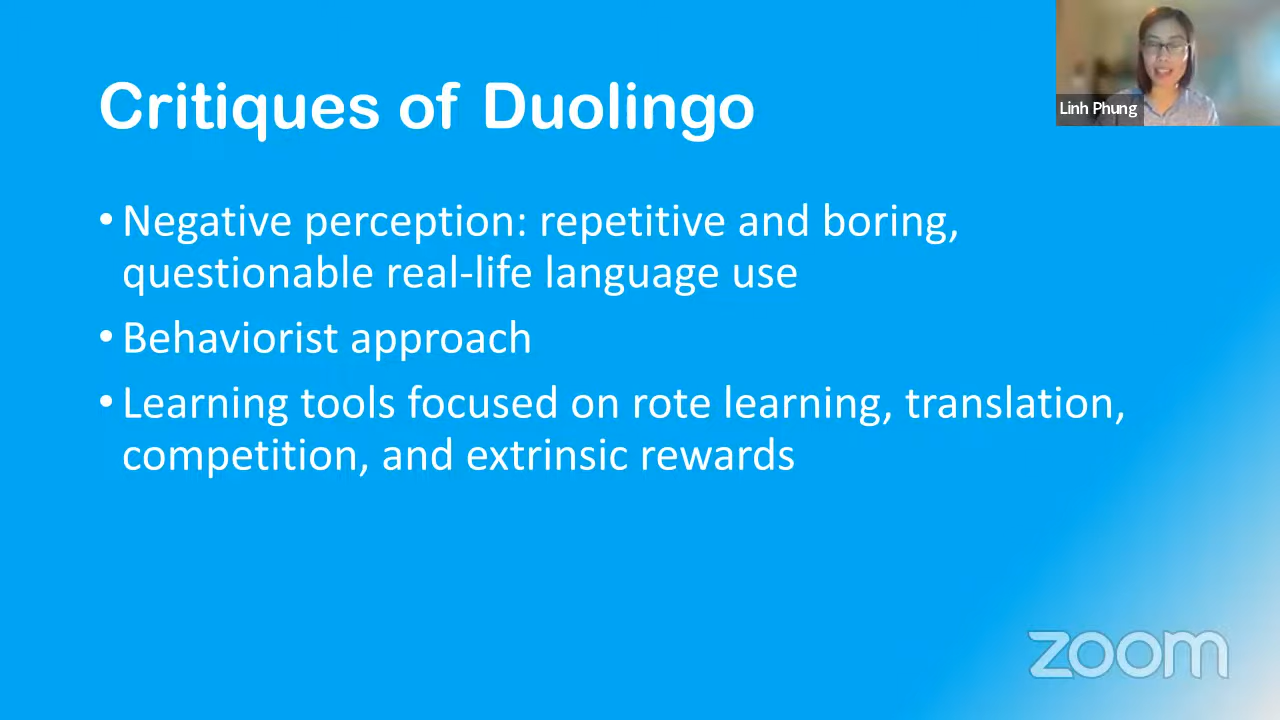 Critiques of Duolingo
Linh Phung
• Negative perception: repetitive and boring,
questionable real-life language use
• Behaviorist approach
• Learning tools focused on rote learning, translation,
competition, and extrinsic rewards
zoom